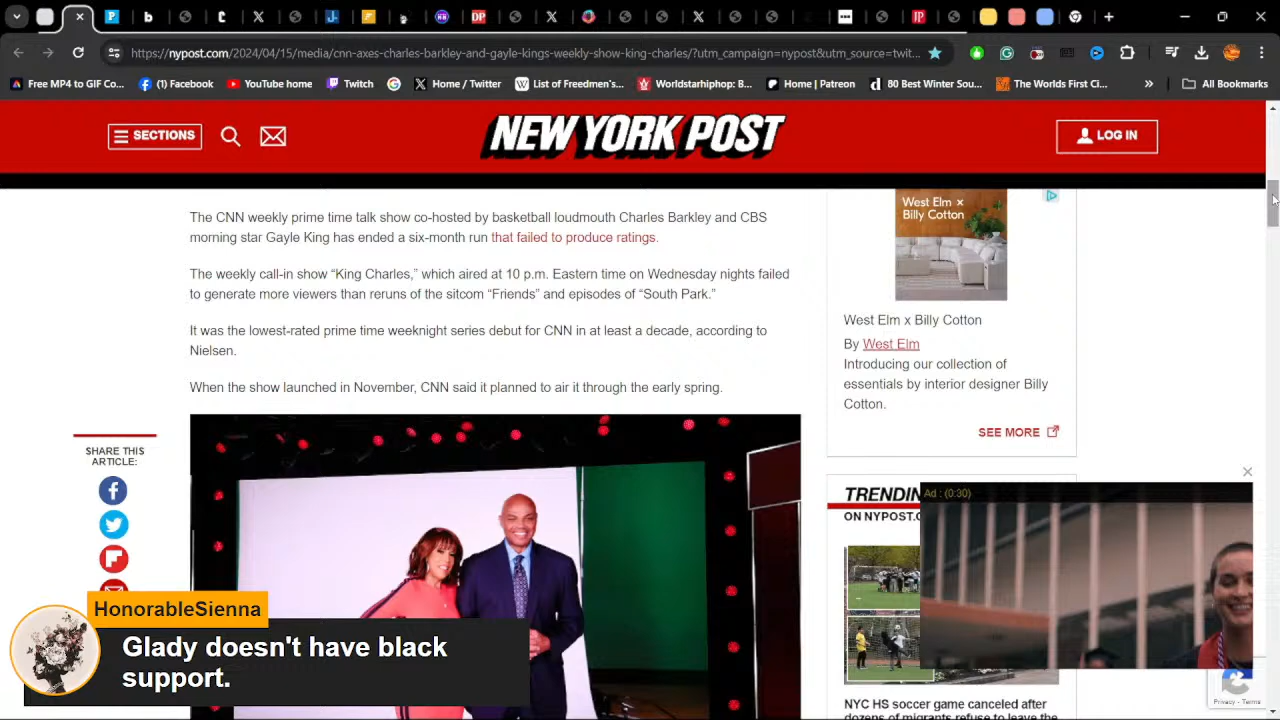 https://nypost.com/2024/04/15/media/cnn-axes-charles-barkley-and-gayle-kings-weekly-show-king-charles/?utm_campaign=nypost&utm_source=twit...
Free MP4 to GIF Co...
(1) Facebook
YouTube home
Twitch
Home / Twitter
List of Freedmen's...
Worldstarhiphop: B...
Home | Patreon
80 Best Winter Sou...
The Worlds First Cl...
»
All Bookmarks
SECTIONS
NEW YORK POST
LOG IN
The CNN weekly prime time talk show co-hosted by basketball loudmouth Charles Barkley and CBS
morning star Gayle King has ended a six-month run that failed to produce ratings.
The weekly call-in show “King Charles,” which aired at 10 p.m. Eastern time on Wednesday nights failed
to generate more viewers than reruns of the sitcom “Friends” and episodes of “South Park.”
It was the lowest-rated prime time weeknight series debut for CNN in at least a decade, according to
Nielsen.
When the show launched in November, CNN said it planned to air it through the early spring.
SHARE THIS
ARTICLE:
West Elm x
Billy Cotton
West Elm x Billy Cotton
By West Elm
Introducing our collection of
essentials by interior designer Billy
Cotton.
SEE MORE
TRENDIN
ON NYPOST.C
Ad : (0:30)
NYC HS soccer game canceled after
dozens of migrants refuse to leave the
Privacy - Terms
HonorableSienna
Glady doesn't have black
support.